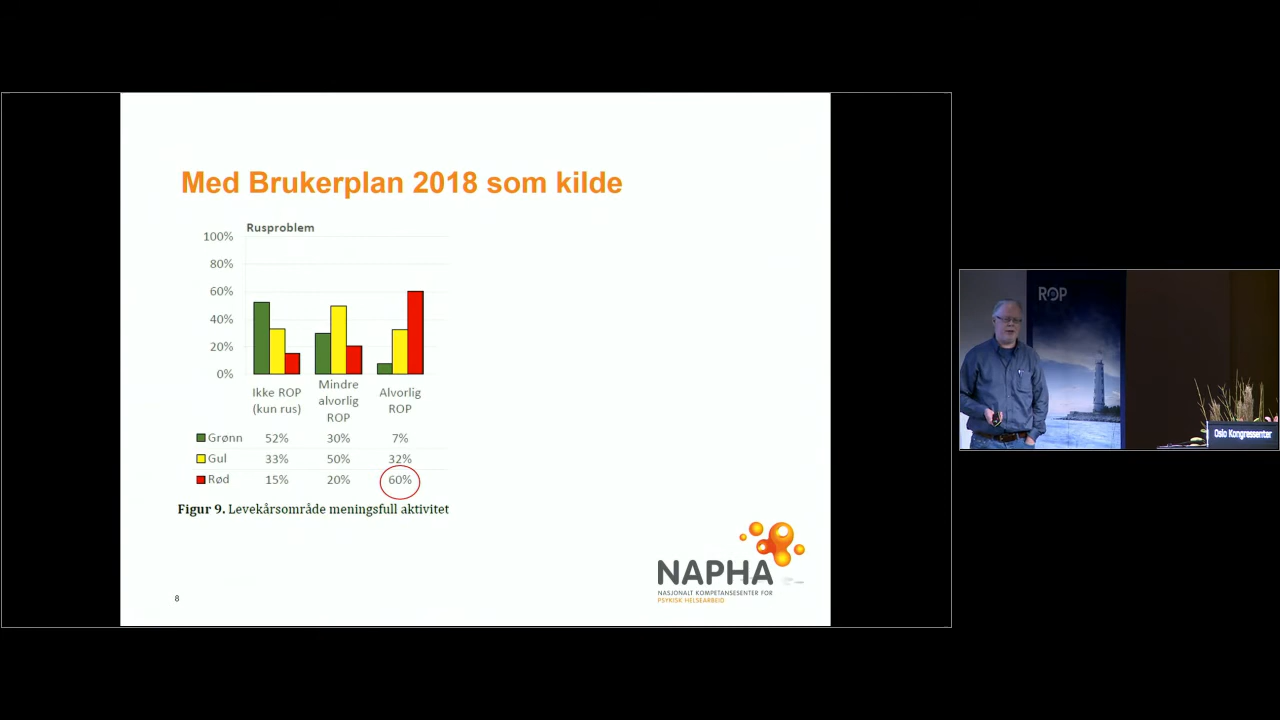 Med Brukerplan 2018 som kilde
Rusproblem
100%
80%
60%
40%
20%
0%
Ikke ROP (kun rus)
Mindre alvorlig ROP
Alvorlig ROP
Grønn 52% 30% 7%
Gul 33% 50% 32%
Rød 15% 20% 60%
Figur 9. Levekårsområde meningsfull aktivitet
8
NAPHA
NASJONALT KOMPETANSESENTER FOR
PSYKISK HELSEARBEID
ROP
Oslo Kongressenter